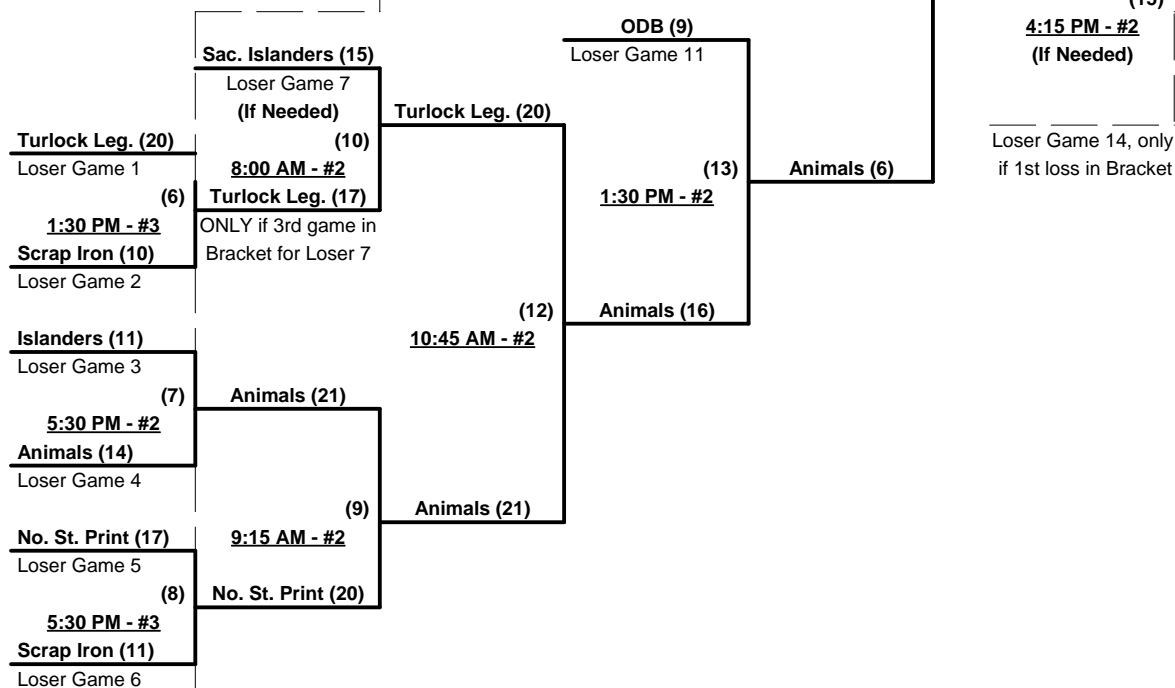 (15)
4:15 PM - #2
(If Needed)
Loser Game 14, only
if 1st loss in Bracket
ODB (9)
Loser Game 11
Sac. Islanders (15)
Loser Game 7
(If Needed)
Turlock Leg. (20)
(10)
8:00 AM - #2
Turlock Leg. (20)
Loser Game 1
(6)
1:30 PM - #3
Turlock Leg. (17)
ONLY if 3rd game in
Bracket for Loser 7
Scrap Iron (10)
Loser Game 2
(13)
1:30 PM - #2
Animals (6)
(12)
10:45 AM - #2
Animals (16)
Islanders (11)
Loser Game 3
(7)
5:30 PM - #2
Animals (21)
Animals (14)
Loser Game 4
(9)
9:15 AM - #2
Animals (21)
No. St. Print (17)
Loser Game 5
(8)
5:30 PM - #3
No. St. Print (20)
Scrap Iron (11)
Loser Game 6